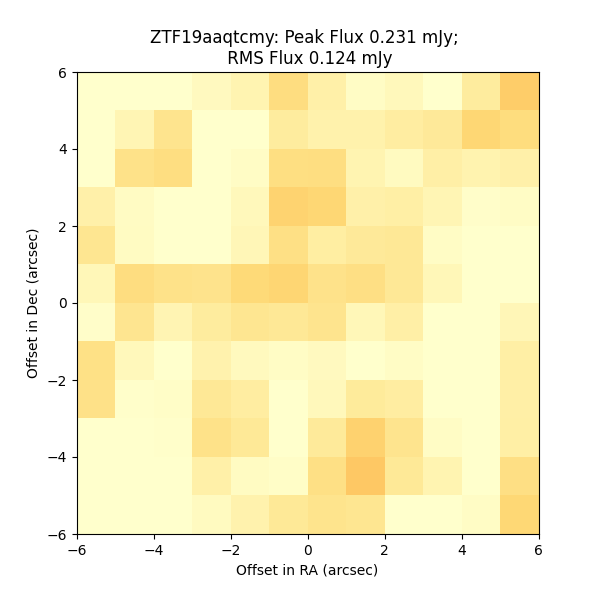 ZTF19aaqtcmy: Peak Flux 0.231 mJy;
RMS Flux 0.124 mJy
6
4
2
0
−2
−4
−6
Offset in Dec (arcsec)
−6 −4 −2 0 2 4 6
Offset in RA (arcsec)